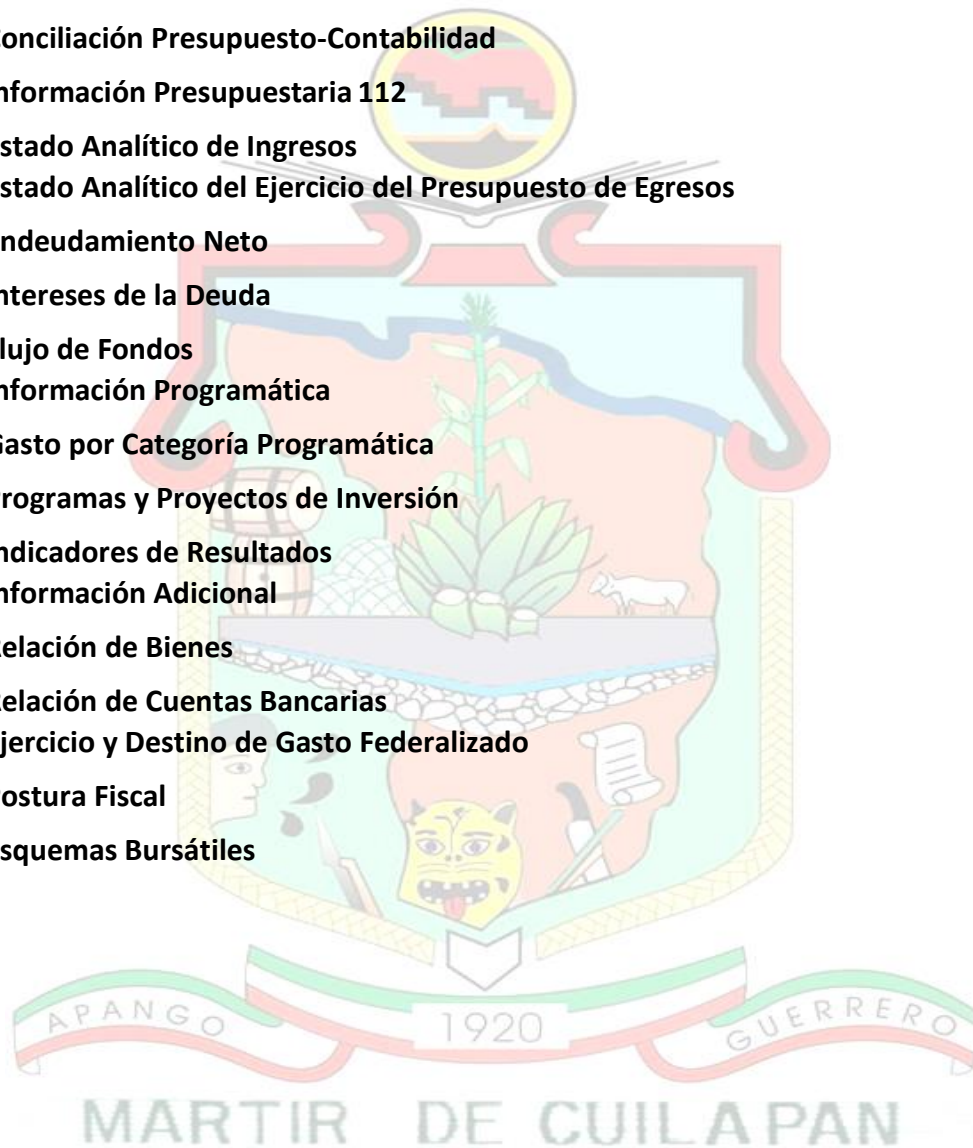 Conciliación Presupuesto-Contabilidad
nformación Presupuestaria 112
stado Analítico de Ingresos
stado Analítico del Ejercicio del Presupuesto de Egresos
ndeudamiento Neto
ntereses de la Deuda
lujo de Fondos
nformación Programática
Gasto por Categoría Programática
rogramas y Proyectos de Inversión
ndicadores de Resultados
nformación Adicional
Relación de Bienes
Relación de Cuentas Bancarias
jercicio y Destino de Gasto Federalizado
ostura Fiscal
squemas Bursátiles
APANGO 1920 GUERRERO
MARTIR DE CUILAPAN